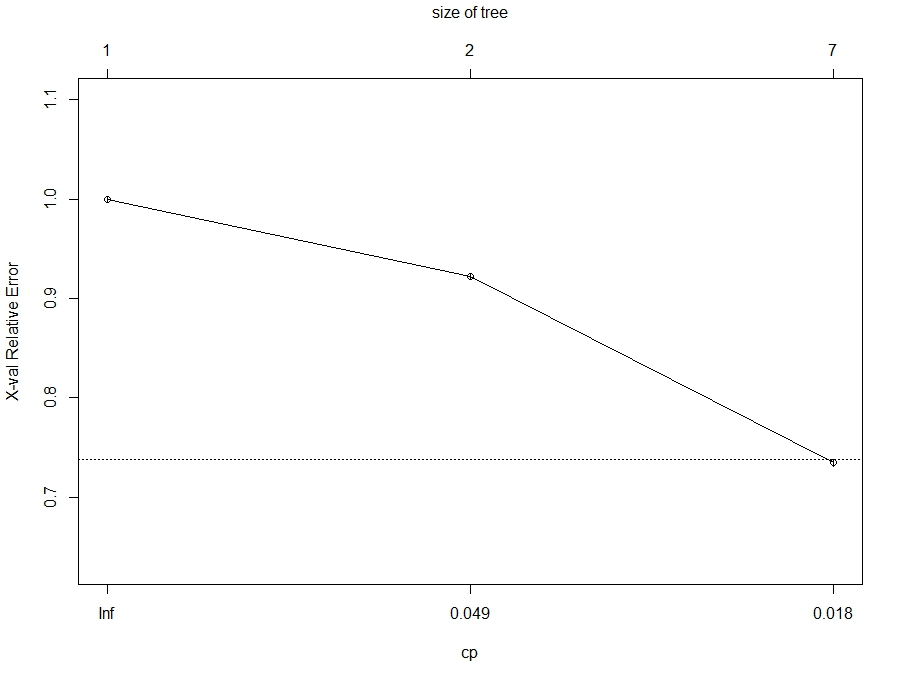 size of tree
1 2 7
1.1
1.0
0.9
0.8
0.7
X-val Relative Error
Inf 0.049 0.018
cp